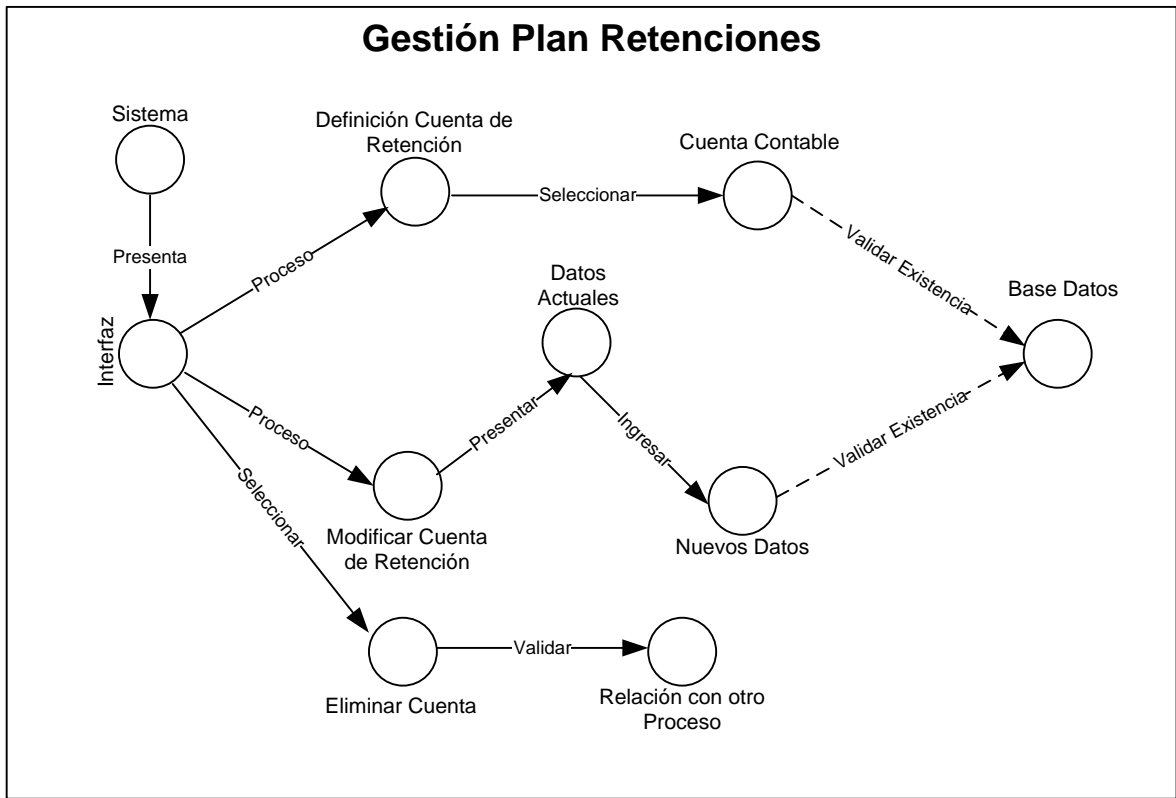 Gestión Plan Retenciones
Sistema
Definición Cuenta de
Retención
Cuenta Contable
Seleccionar
Presenta
Proceso
Validar Existencia
Datos
Actuales
Base Datos
Interfaz
Proceso
Presentar
Ingresar
Validar Existencia
Seleccionar
Modificar Cuenta
de Retención
Nuevos Datos
Validar
Eliminar Cuenta
Relación con otro
Proceso